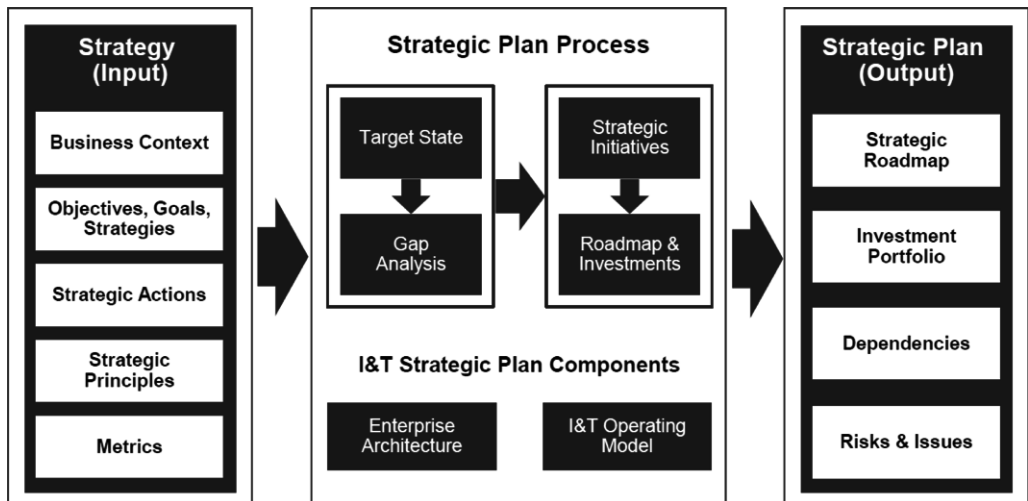 Strategy
(Input)
Business Context
Objectives, Goals,
Strategies
Strategic Actions
Strategic
Principles
Metrics
Strategic Plan Process
Target State
Gap
Analysis
Strategic
Initiatives
Roadmap &
Investments
I&T Strategic Plan Components
Enterprise
Architecture
I&T Operating
Model
Strategic Plan
(Output)
Strategic
Roadmap
Investment
Portfolio
Dependencies
Risks & Issues